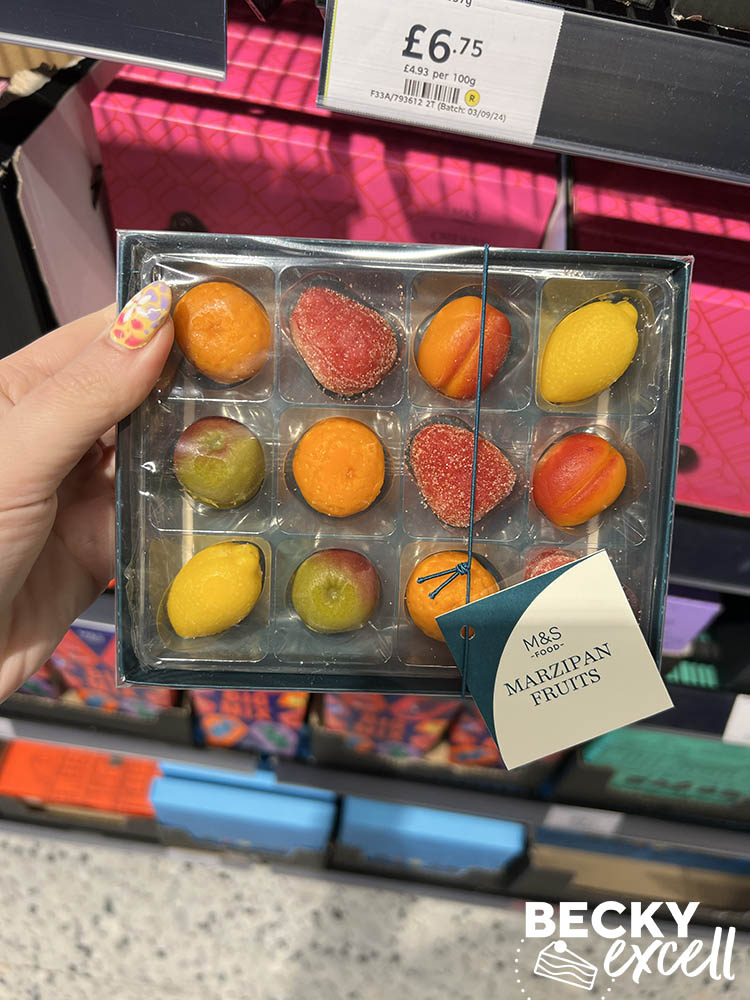 £6.75
£4.93 per 100g
R
F33A/793612 2T (Batch: 03/09/24)
M&S
-FOOD-
MARZIPAN
FRUITS
BECKY
excell